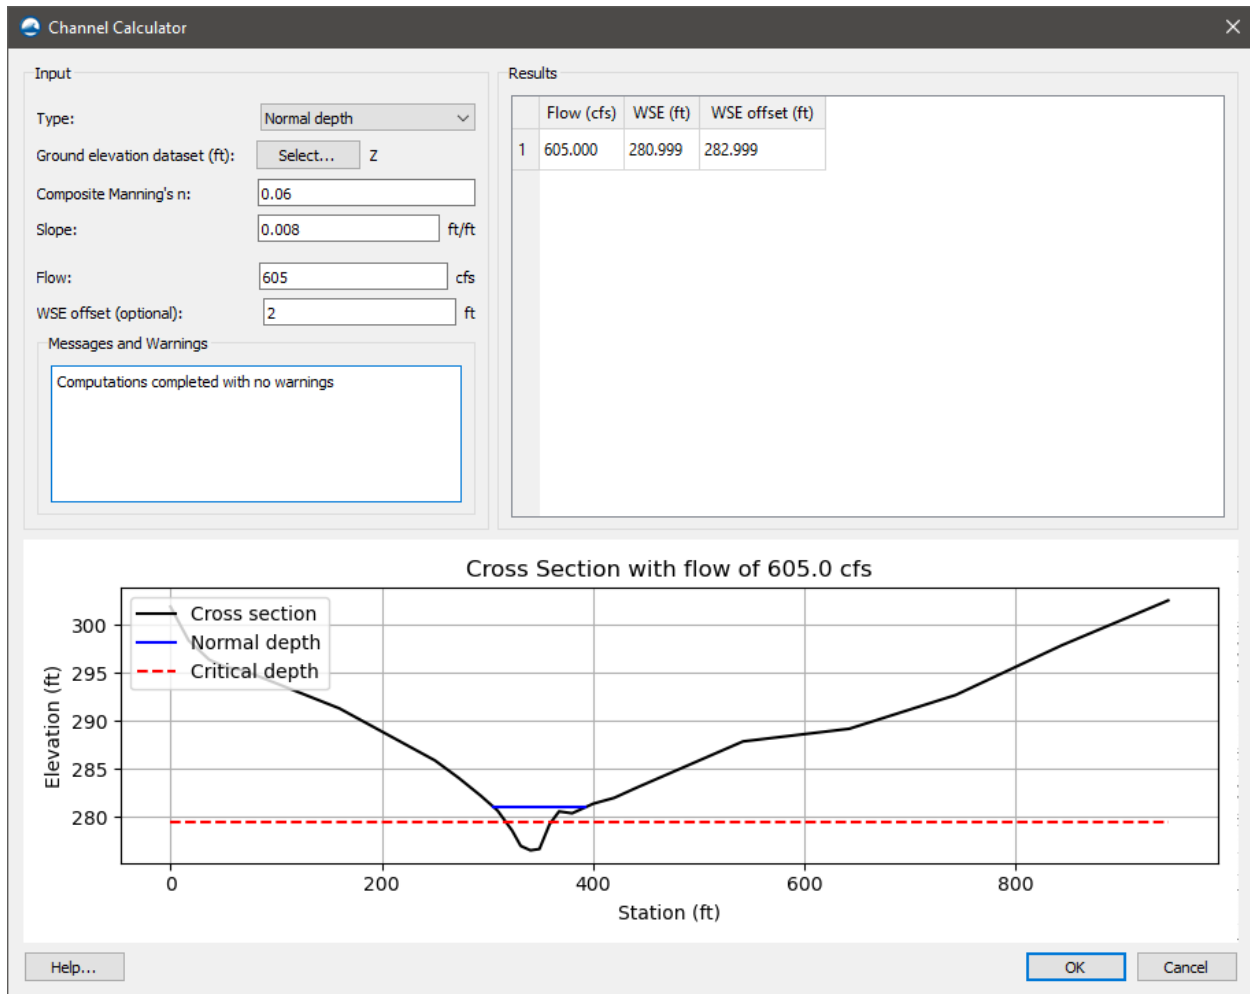 Channel Calculator
Input
Type: Normal depth
Ground elevation dataset (ft): Select... Z
Composite Manning's n: 0.06
Slope: 0.008 ft/ft
Flow: 605 cfs
WSE offset (optional): 2 ft
Messages and Warnings
Computations completed with no warnings
Results
Flow (cfs) WSE (ft) WSE offset (ft)
1 605.000 280.999 282.999
Cross Section with flow of 605.0 cfs
Cross section
Normal depth
Critical depth
Elevation (ft)
300
295
290
285
280
0 200 400 600 800
Station (ft)
Help... OK Cancel